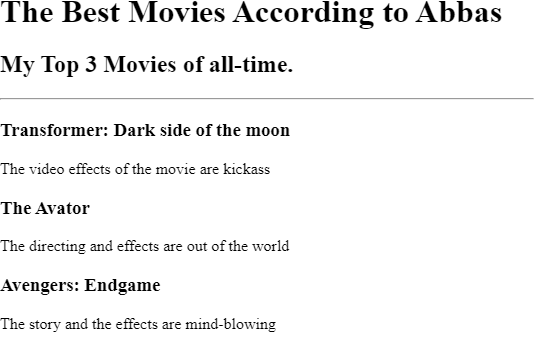 The Best Movies According to Abbas
My Top 3 Movies of all-time.
Transformer: Dark side of the moon
The video effects of the movie are kickass
The Avator
The directing and effects are out of the world
Avengers: Endgame
The story and the effects are mind-blowing